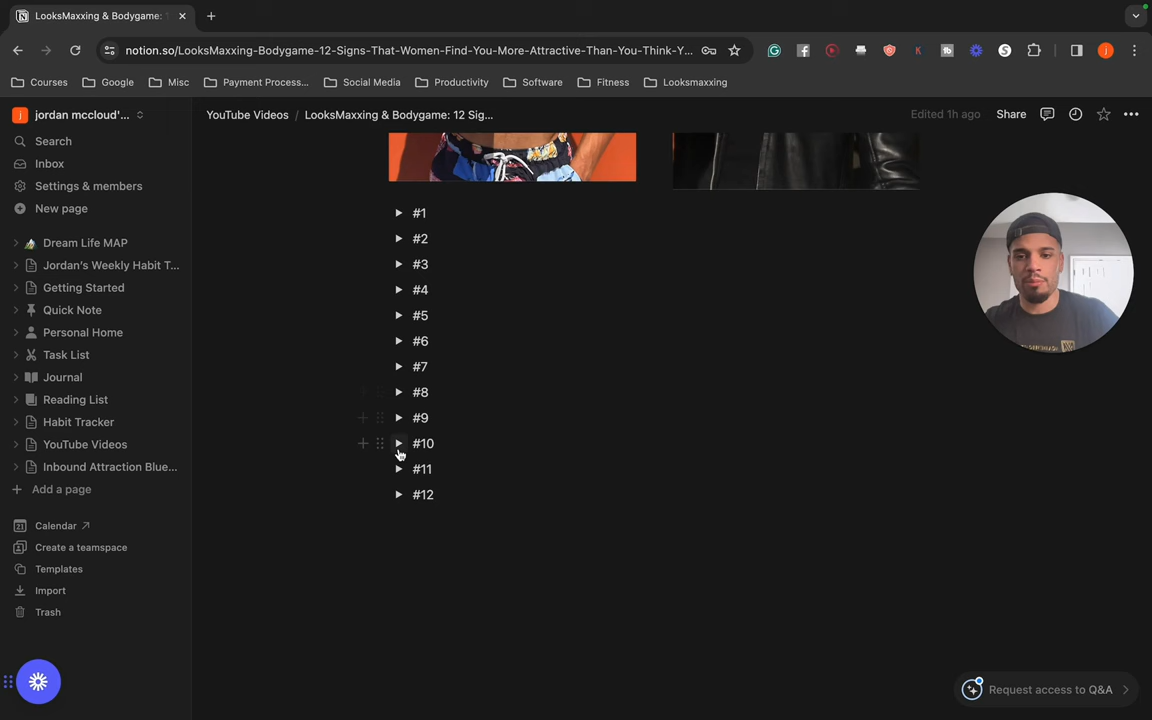 LooksMaxxing & Bodygame:
notion.so/LooksMaxxing-Bodygame-12-Signs-That-Women-Find-You-More-Attractive-Than-You-Think-Y...
Courses Google Misc Payment Process... Social Media Productivity Software Fitness Looksmaxxing
j jordan mccloud'...
YouTube Videos / LooksMaxxing & Bodygame: 12 Sig...
Edited 1h ago Share
Search
Inbox
Settings & members
New page
Dream Life MAP
Jordan's Weekly Habit T...
Getting Started
Quick Note
Personal Home
Task List
Journal
Reading List
Habit Tracker
YouTube Videos
Inbound Attraction Blue...
Add a page
Calendar
Create a teamspace
Templates
Import
Trash
#1
#2
#3
#4
#5
#6
#7
#8
#9
#10
#11
#12
Request access to Q&A